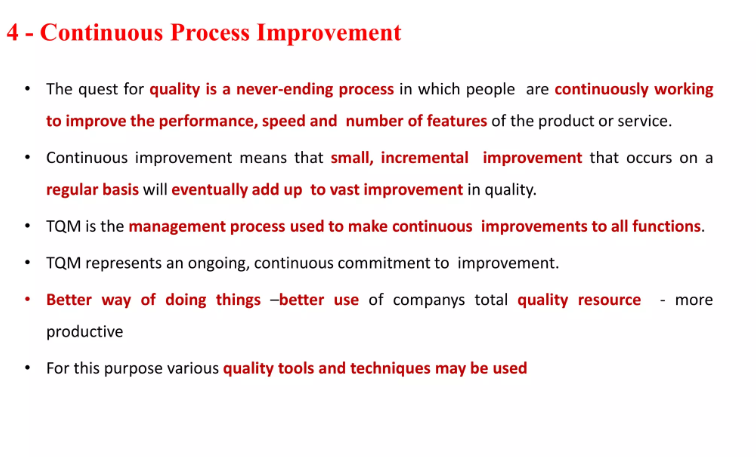 4 - Continuous Process Improvement
• The quest for quality is a never-ending process in which people are continuously working
to improve the performance, speed and number of features of the product or service.
• Continuous improvement means that small, incremental improvement that occurs on a
regular basis will eventually add up to vast improvement in quality.
• TQM is the management process used to make continuous improvements to all functions.
• TQM represents an ongoing, continuous commitment to improvement.
• Better way of doing things –better use of companys total quality resource - more
productive
• For this purpose various quality tools and techniques may be used